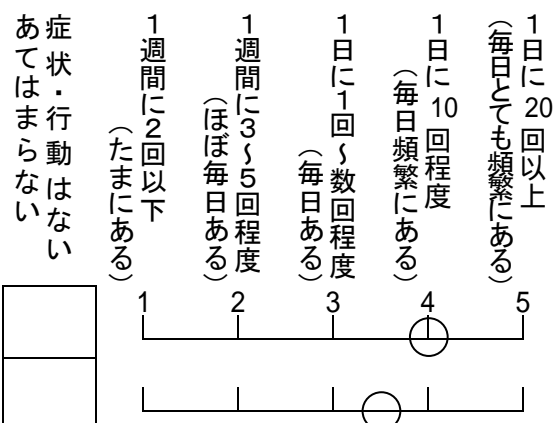 症状・行動はない
あてはまらない
1週間に2回以下
(たまにある)
1週間に3~5回程度
(ほぼ毎日ある)
1日に1回~数回程度
(毎日ある)
1日に10回程度
(毎日頻繁にある)
1日に20回以上
(毎日とても頻繁にある)
1 2 3 4 5